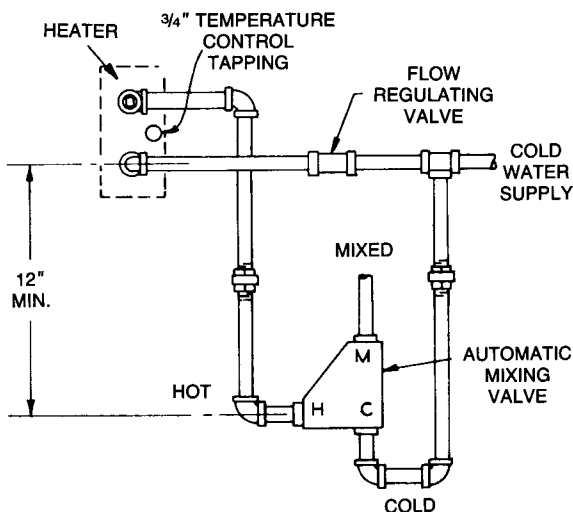 3/4" TEMPERATURE
CONTROL
TAPPING
HEATER
FLOW
REGULATING
VALVE
COLD
WATER
SUPPLY
12"
MIN.
MIXED
M
AUTOMATIC
MIXING
VALVE
HOT
H
C
COLD